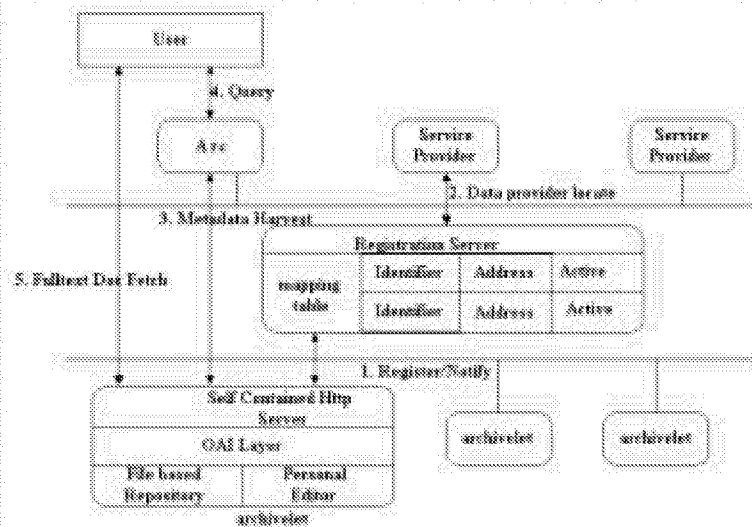 User
4. Query
Arc
Service
Provider
Service
Provider
2. Data provider locate
3. Metadata Harvest
Registration Server
mapping
table
Identifier Address Active
Identifier Address Active
5. Fulltext Doc Fetch
1. Register/Notify
Self Contained Http
Server
OAI Layer
File based
Repository
Personal
Editor
archivelet
archivelet
archivelet